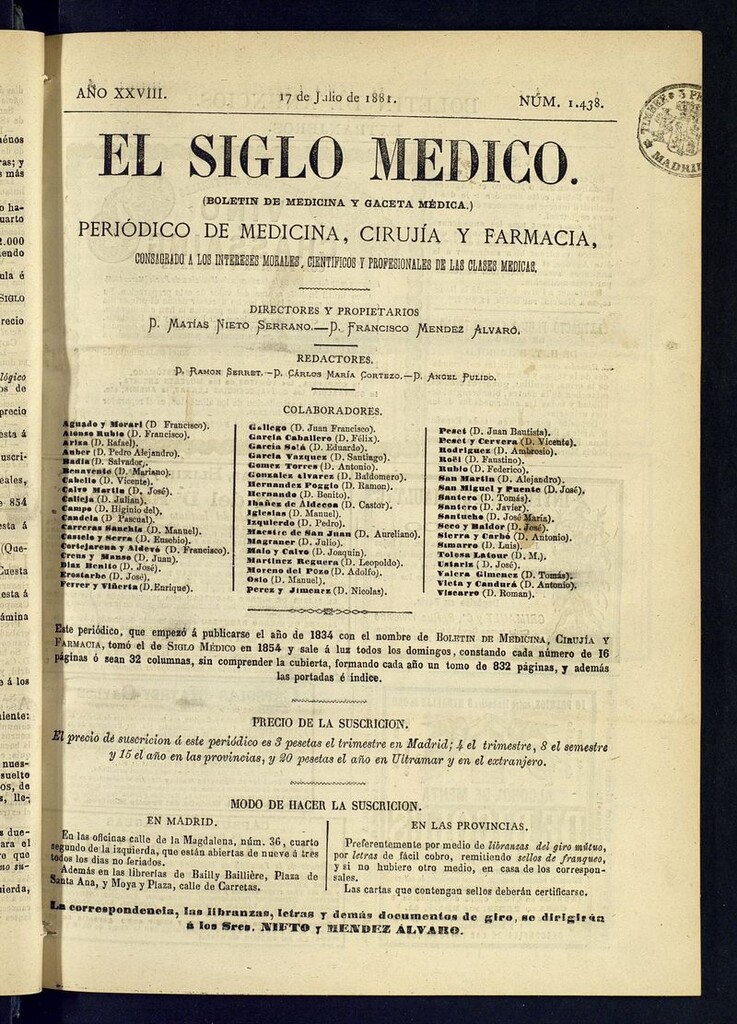 AÑO XXVIII.
17 de Julio de 1881.
NÚM. 1.438.
MADRID
EL SIGLO MEDICO.
(BOLETIN DE MEDICINA Y GACETA MÉDICA.)
PERIÓDICO DE MEDICINA, CIRUJÍA Y FARMACIA,
CONSAGRADO A LOS INTERESES MORALES, CIENTIFICOS Y PROFESIONALES DE LAS CLASES MEDICAS.
DIRECTORES Y PROPIETARIOS
D. MATÍAS NIETO SERRANO.—D. FRANCISCO MENDEZ ALVARO.
REDACTORES.
D. RAMON SERRET.—D. CÁRLOS MARÍA CORTEZO.—D. ANGEL PULIDO.
COLABORADORES.
Aguado y Morari (D Francisco).
Alonso Rubio (D. Francisco).
Ariza (D. Rafael).
Auber (D. Pedro Alejandro).
Badía (D. Salvador).
Benavente (D. Mariano).
Cabello (D. Vicente).
Calvo Martin (D. José).
Calleja (D. Julian).
Campo (D. Higinio del).
Candela (D Pascual).
Carreras Sanchis (D. Manuel).
Castelo y Serra (D. Eusebio).
Cortejarena y Aldevó (D. Francisco).
Creus y Manso (D. Juan).
Diaz Benito (D. José).
Erostarbe (D. José).
Ferrer y Viñerta (D.Enrique).
Gallego (D. Juan Francisco).
García Caballero (D. Félix).
García Solá (D. Eduardo).
Garcia Vazquez (D. Santiago).
Gomez Torres (D. Antonio).
Gonzalez alvarez (D. Baldomero).
Hernandez Poggio (D. Ramon).
Hernando (D. Benito).
Ibañez de Aldecoa (D. Castor).
Iglesias (D. Manuel).
Izquierdo (D. Pedro).
Maestre de San Juan (D. Aureliano).
Magraner (D. Julio).
Malo y Calvo (D. Joaquin).
Martinez Reguera (D. Leopoldo).
Moreno del Pozo (D. Adolfo).
Osio (D. Manuel).
Perez y Jimenez (D. Nicolas).
Peset (D. Juan Bautista).
Peset y Cervera (D. Vicente).
Rodriguez (D. Ambrosio).
Roël (D. Faustino).
Rubio (D. Federico).
San Martin (D. Alejandro).
San Miguel y Puente (D. José).
Santero (D. Tomás).
Santero (D. Javier).
Santucho (D. José María).
Seco y Baldor (D. José).
Sierra y Carbó (D. Antonio).
Simarro (D. Luis).
Tolosa Latour (D. M.).
Ustariz (D. José).
Valera Gimenez (D. Tomás).
Vieta y Candurá (D. Antonio).
Viscarro (D. Roman).
Este periódico, que empezó á publicarse el año de 1834 con el nombre de BOLETIN DE MEDICINA, CIRUJÍA Y
FARMACIA, tomó el de SIGLO MÉDICO en 1854 y sale á luz todos los domingos, constando cada número de 16
páginas ó sean 32 columnas, sin comprender la cubierta, formando cada año un tomo de 832 páginas, y además
las portadas é índice.
PRECIO DE LA SUSCRICION.
El precio de suscricion á este periódico es 3 pesetas el trimestre en Madrid; 4 el trimestre, 8 el semestre
y 15 el año en las provincias, y 20 pesetas el año en Ultramar y en el extranjero.
MODO DE HACER LA SUSCRICION.
EN MADRID.
En las oficinas calle de la Magdalena, núm. 36, cuarto
segundo de la izquierda, que están abiertas de nueve á tres
todos los dias no feriados.
Además en las librerías de Bailly Baillière, Plaza de
Santa Ana, y Moya y Plaza, calle de Carretas.
EN LAS PROVINCIAS.
Preferentemente por medio de libranzas del giro mútuo,
por letras de fácil cobro, remitiendo sellos de franqueo,
y si no hubiere otro medio, en casa de los correspon-
sales.
Las cartas que contengan sellos deberán certificarse.
La correspondencia, las libranzas, letras y demás documentos de giro, se dirigirán
á los Sres. NIETO y MENDEZ ÁLVARO.